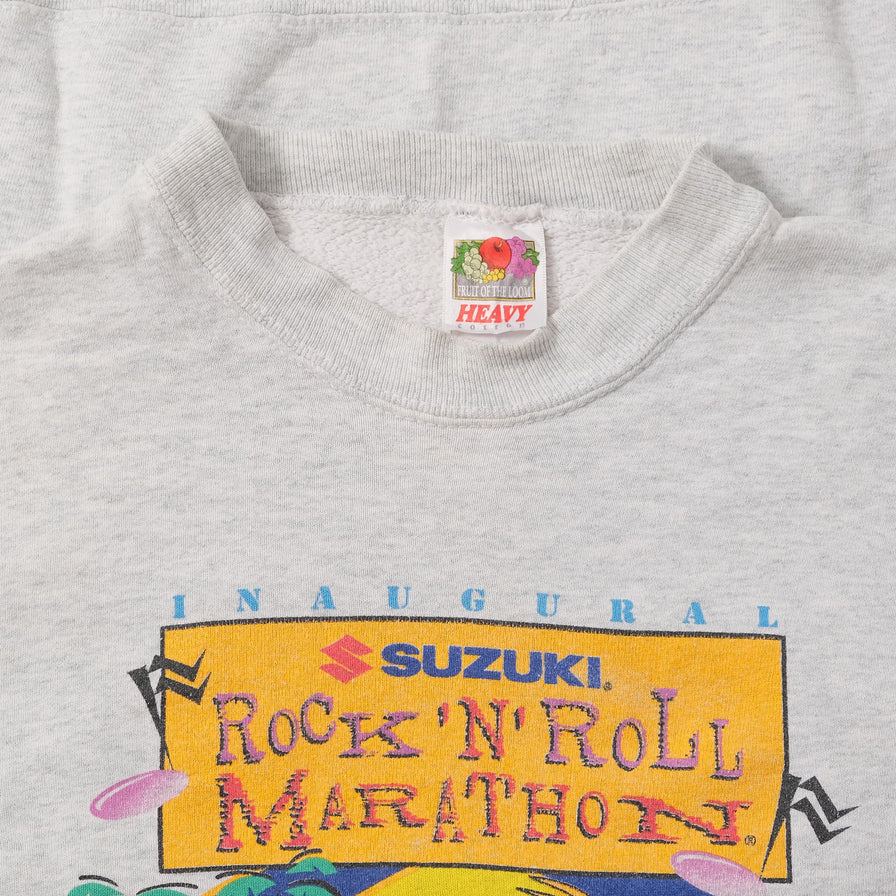 FRUIT OF THE LOOM®
HEAVY
INAUGURAL
SUZUKI®
ROCK 'N' ROLL
MARATHON®